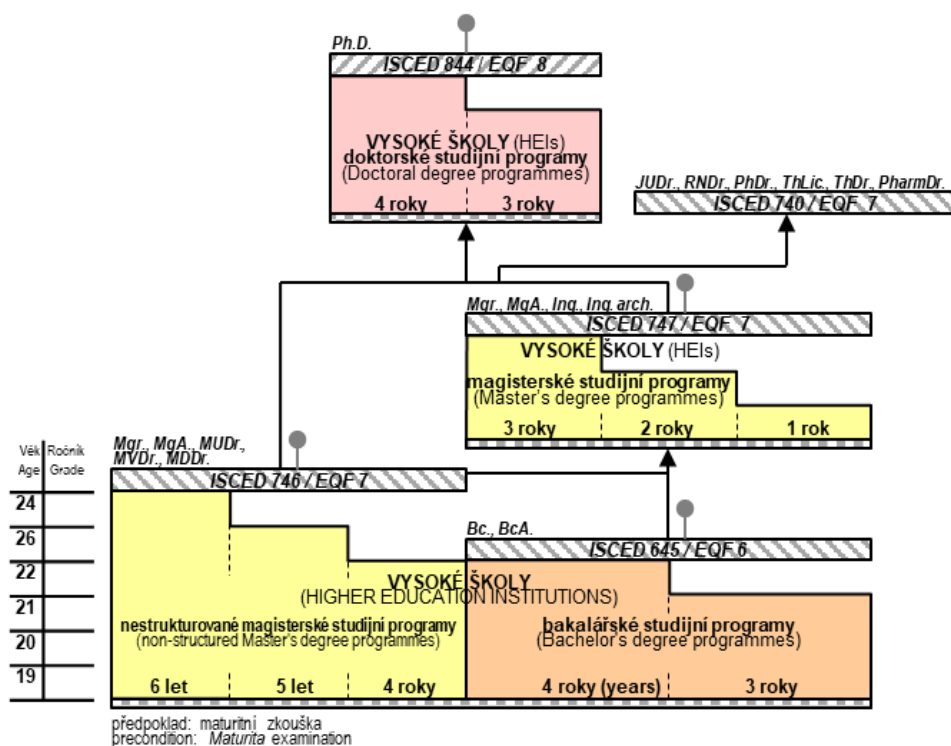 Ph.D.
ISCED 844 / EQF 8
VYSOKÉ ŠKOLY (HEIs)
doktorské studijní programy
(Doctoral degree programmes)
4 roky 3 roky
JUDr., RNDr., PhDr., ThLic., ThDr., PharmDr.
ISCED 740 / EQF 7
Mgr., MgA., Ing., Ing. arch.
ISCED 747 / EQF 7
VYSOKÉ ŠKOLY (HEIs)
magisterské studijní programy
(Master's degree programmes)
3 roky 2 roky 1 rok
Věk Ročník
Age Grade
24
26
22
21
20
19
Mgr., MgA., MUDr.,
MVDr., MDDr.
ISCED 746 / EQF 7
Bc., BcA.
ISCED 645 / EQF 6
VYSOKÉ ŠKOLY
(HIGHER EDUCATION INSTITUTIONS)
nestrukturované magisterské studijní programy
(non-structured Master's degree programmes)
bakalářské studijní programy
(Bachelor's degree programmes)
6 let 5 let 4 roky 4 roky (years) 3 roky
předpoklad: maturitní zkouška
precondition: Maturita examination